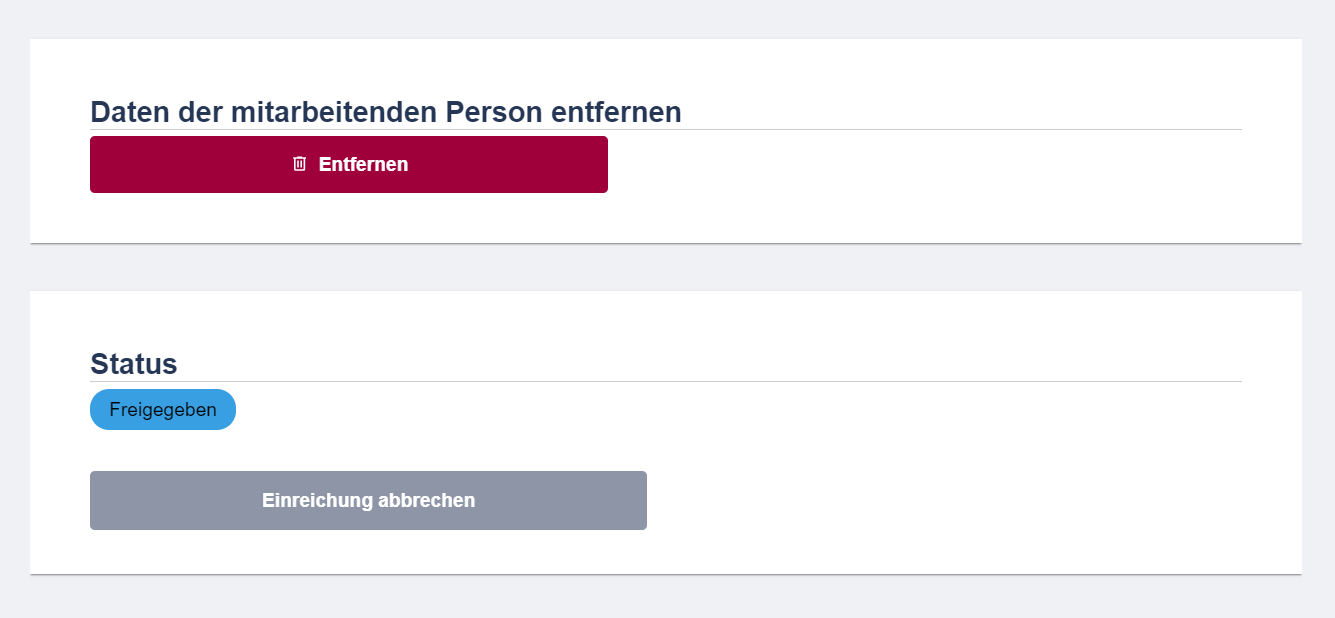 Daten der mitarbeitenden Person entfernen
Entfernen
Status
Freigegeben
Einreichung abbrechen